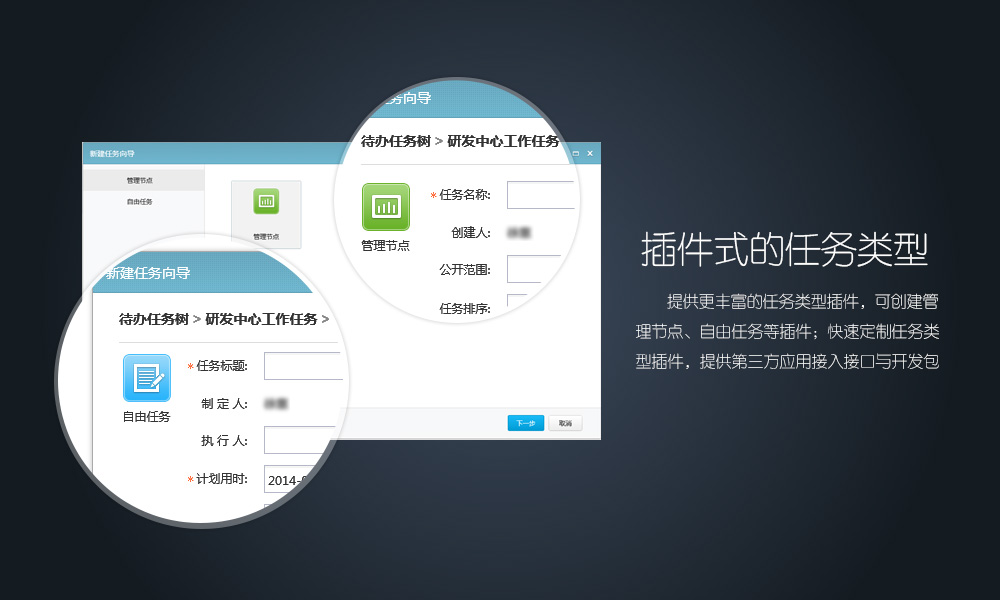 新建任务向导
管理节点
自由任务
管理节点
下一步
取消
务向导
待办任务树 > 研发中心工作任务
管理节点
*任务名称:
创建人:
公开范围:
任务排序:
新建任务向导
待办任务树 > 研发中心工作任务 >
自由任务
*任务标题:
制 定 人:
执 行 人:
*计划用时:
2014-0
插件式的任务类型
提供更丰富的任务类型插件，可创建管
理节点、自由任务等插件；快速定制任务类
型插件，提供第三方应用接入接口与开发包